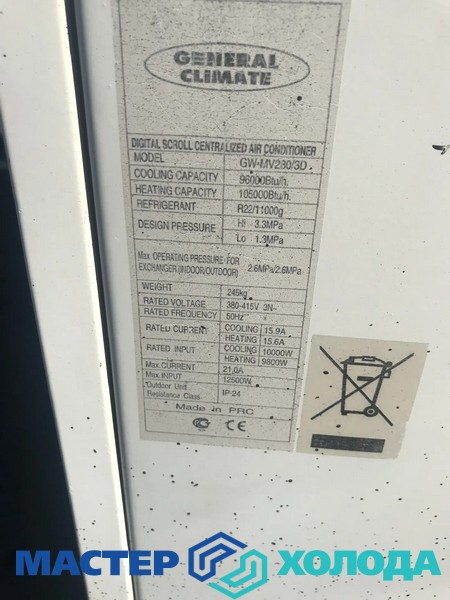 GENERAL
CLIMATE
DIGITAL SCROLL CENTRALIZED AIR CONDITIONER
MODEL GW-MV280/3D
COOLING CAPACITY 96000Btu/h.
HEATING CAPACITY 105000Btu/h.
REFRIGERANT R22/11000g
DESIGN PRESSURE Hi 3.3MPa
Lo 1.3MPa
Max. OPERATING PRESSURE FOR
EXCHANGER (INDOOR/OUTDOOR) 2.6MPa/2.6MPa
WEIGHT 245kg
RATED VOLTAGE 380-415V 3N~
RATED FREQUENCY 50Hz
RATED CURRENT COOLING 15.9A
HEATING 15.6A
RATED INPUT COOLING 10000W
HEATING 9800W
Max.CURRENT 21.0A
Max.INPUT 12500W
Outdoor Unit
Resistance Class IP 24
Made in PRC
CE
МАСТЕР ХОЛОДА